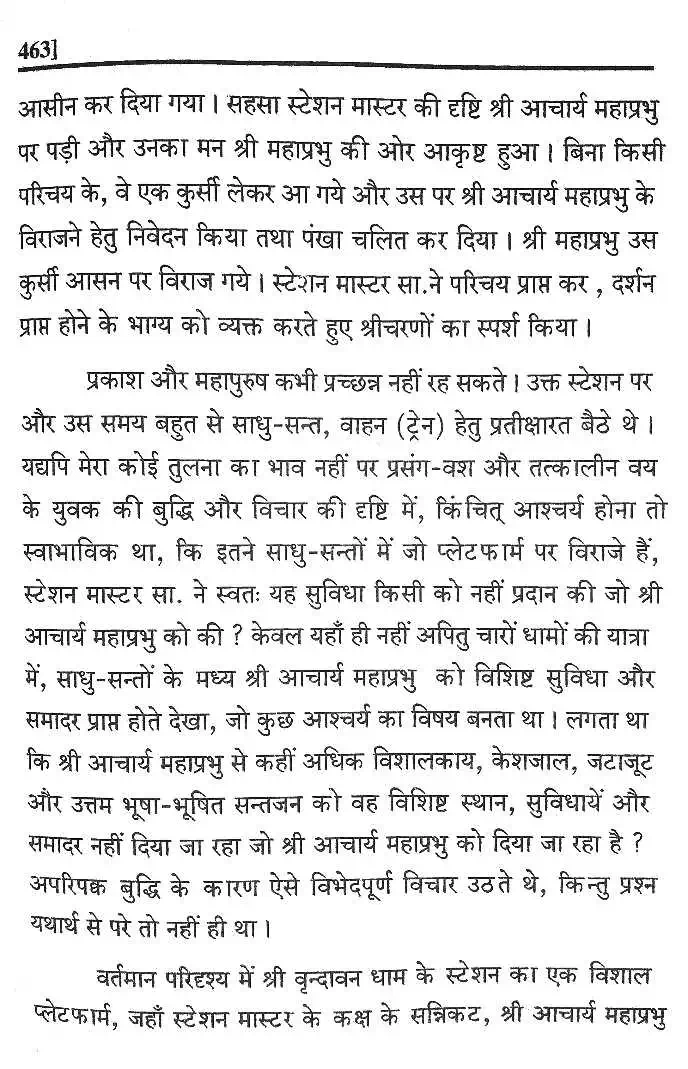 463]
आसीन कर दिया गया। सहसा स्टेशन मास्टर की दृष्टि श्री आचार्य महाप्रभु
पर पड़ी और उनका मन श्री महाप्रभु की ओर आकृष्ट हुआ। बिना किसी
परिचय के, वे एक कुर्सी लेकर आ गये और उस पर श्री आचार्य महाप्रभु के
विराजने हेतु निवेदन किया तथा पंखा चलित कर दिया। श्री महाप्रभु उस
कुर्सी आसन पर विराज गये। स्टेशन मास्टर सा.ने परिचय प्राप्त कर , दर्शन
प्राप्त होने के भाग्य को व्यक्त करते हुए श्रीचरणों का स्पर्श किया।
प्रकाश और महापुरुष कभी प्रच्छन्न नहीं रह सकते। उक्त स्टेशन पर
और उस समय बहुत से साधु-सन्त, वाहन (ट्रेन) हेतु प्रतीक्षारत बैठे थे।
यद्यपि मेरा कोई तुलना का भाव नहीं पर प्रसंग-वश और तत्कालीन वय
के युवक की बुद्धि और विचार की दृष्टि में, किंचित् आश्चर्य होना तो
स्वाभाविक था, कि इतने साधु-सन्तों में जो प्लेटफार्म पर विराजे हैं,
स्टेशन मास्टर सा. ने स्वतः यह सुविधा किसी को नहीं प्रदान की जो श्री
आचार्य महाप्रभु को की ? केवल यहाँ ही नहीं अपितु चारों धामों की यात्रा
में, साधु-सन्तों के मध्य श्री आचार्य महाप्रभु को विशिष्ट सुविधा और
समादर प्राप्त होते देखा, जो कुछ आश्चर्य का विषय बनता था। लगता था
कि श्री आचार्य महाप्रभु से कहीं अधिक विशालकाय, केशजाल, जटाजूट
और उत्तम भूषा-भूषित सन्तजन को वह विशिष्ट स्थान, सुविधायें और
समादर नहीं दिया जा रहा जो श्री आचार्य महाप्रभु को दिया जा रहा है ?
अपरिपक्व बुद्धि के कारण ऐसे विभेदपूर्ण विचार उठते थे, किन्तु प्रश्न
यथार्थ से परे तो नहीं ही था।
वर्तमान परिदृश्य में श्री वृन्दावन धाम के स्टेशन का एक विशाल
प्लेटफार्म, जहाँ स्टेशन मास्टर के कक्ष के सन्निकट, श्री आचार्य महाप्रभु